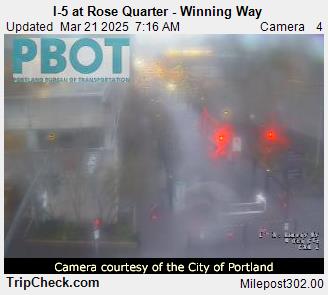 I-5 at Rose Quarter - Winning Way
Updated Mar 21 2025 7:16 AM Camera 4
PBOT
PORTLAND BUREAU OF TRANSPORTATION
Camera courtesy of the City of Portland
TripCheck.com Milepost302.00